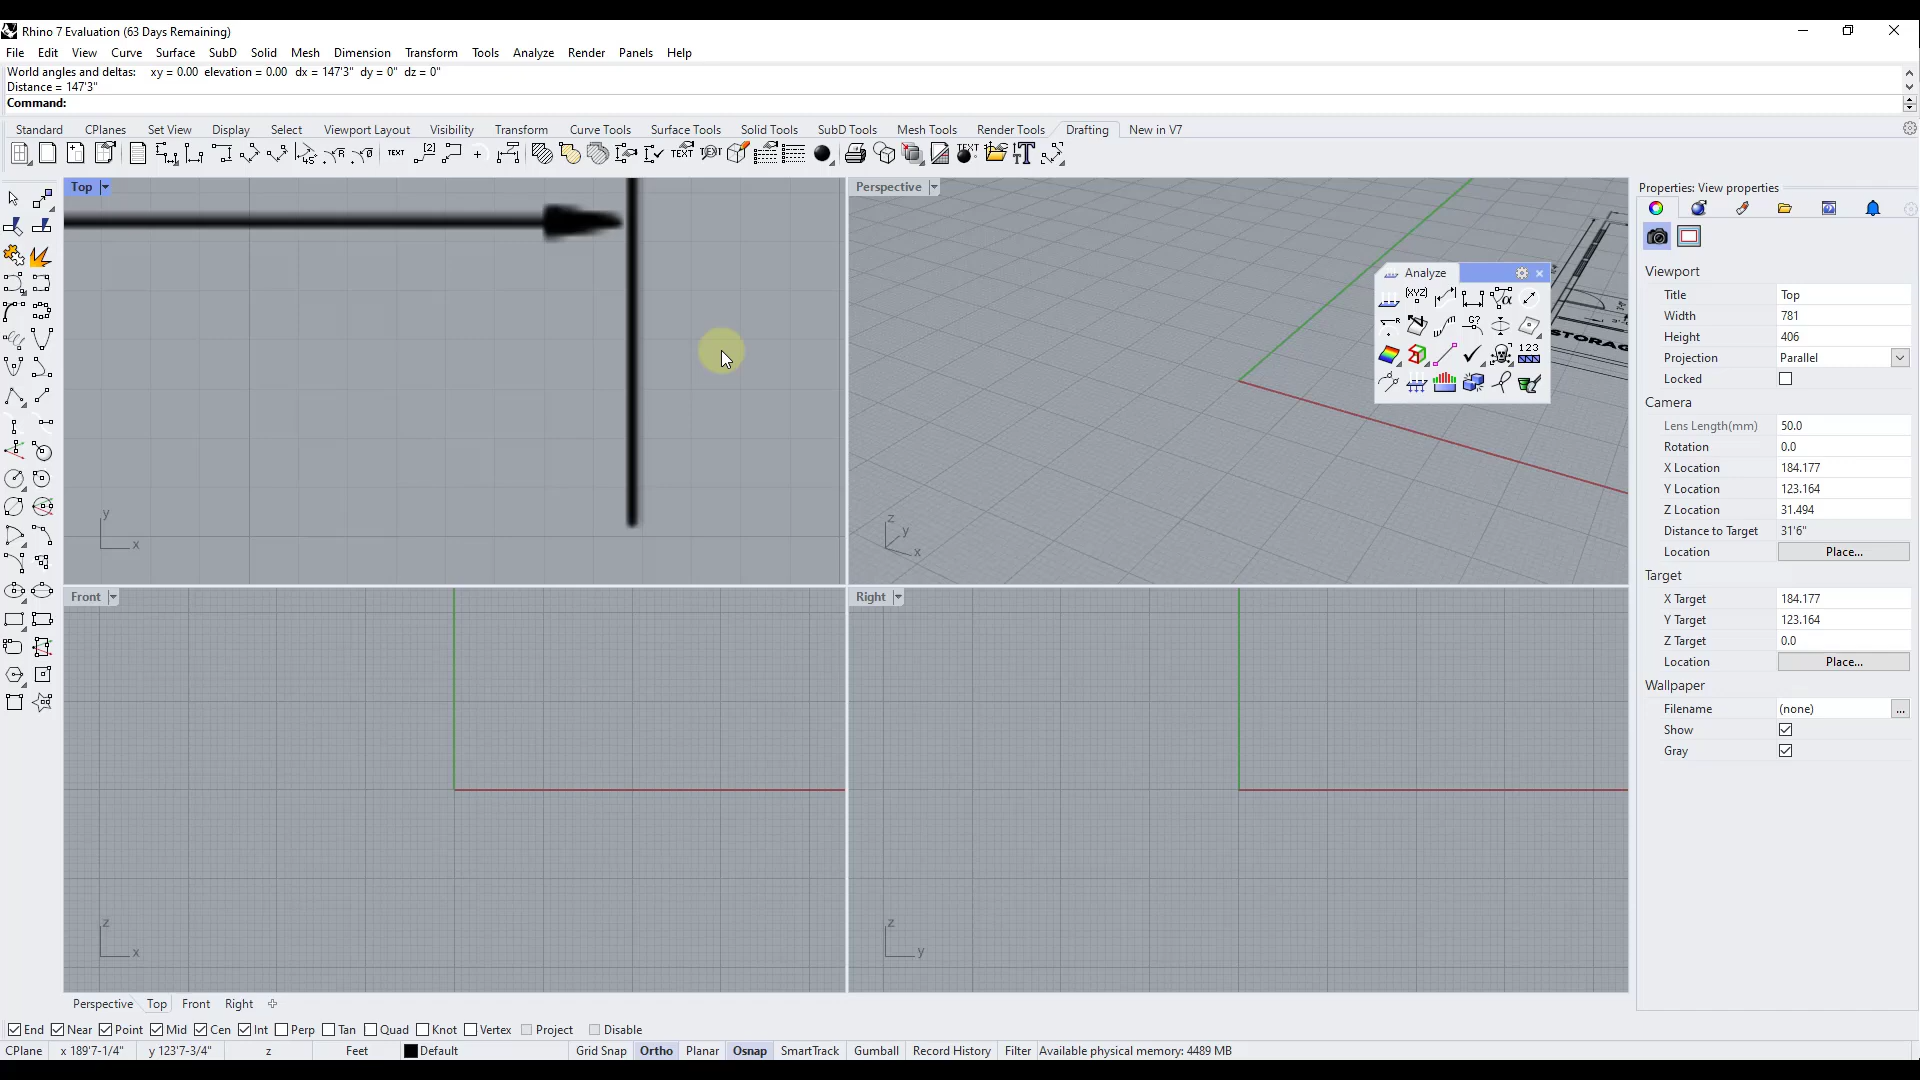 Rhino 7 Evaluation (63 Days Remaining)
File Edit View Curve Surface SubD Solid Mesh Dimension Transform Tools Analyze Render Panels Help
World angles and deltas: xy = 0.00 elevation = 0.00 dx = 147'3" dy = 0" dz = 0"
Distance = 147'3"
Command:
Standard CPlanes Set View Display Select Viewport Layout Visibility Transform Curve Tools Surface Tools Solid Tools SubD Tools Mesh Tools Render Tools Drafting New in V7
Top
y
x
Perspective
Analyze
STORAG
z
y
x
Front
z
x
Right
z
y
Properties: View properties
Viewport
Title Top
Width 781
Height 406
Projection Parallel
Locked
Camera
Lens Length(mm) 50.0
Rotation 0.0
X Location 184.177
Y Location 123.164
Z Location 31.494
Distance to Target 31'6"
Location Place...
Target
X Target 184.177
Y Target 123.164
Z Target 0.0
Location Place...
Wallpaper
Filename (none) ...
Show
Gray
Perspective Top Front Right
End Near Point Mid Cen Int Perp Tan Quad Knot Vertex Project Disable
CPlane x 189'7-1/4" y 123'7-3/4" z Feet Default Grid Snap Ortho Planar Osnap SmartTrack Gumball Record History Filter Available physical memory: 4489 MB